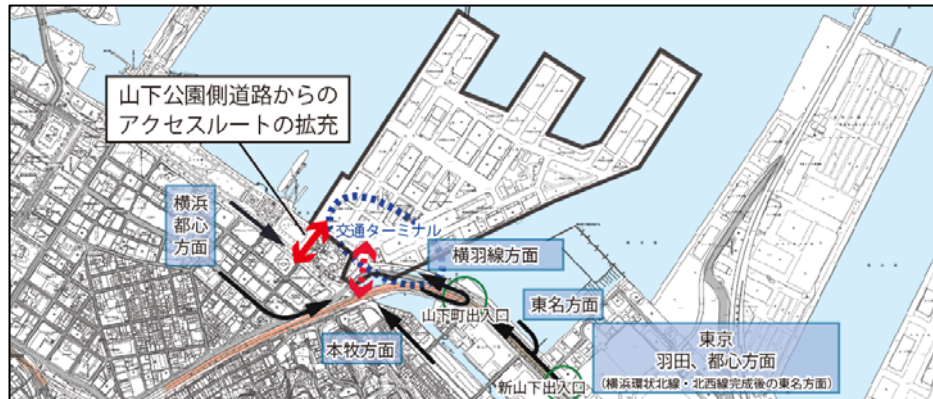 山下公園側道路からの
アクセスルートの拡充
横浜
都心
方面
交通ターミナル
横羽線方面
山下町出入口
東名方面
本牧方面
東京
羽田、都心方面
(横浜環状北線・北西線完成後の東名方面)
新山下出入口